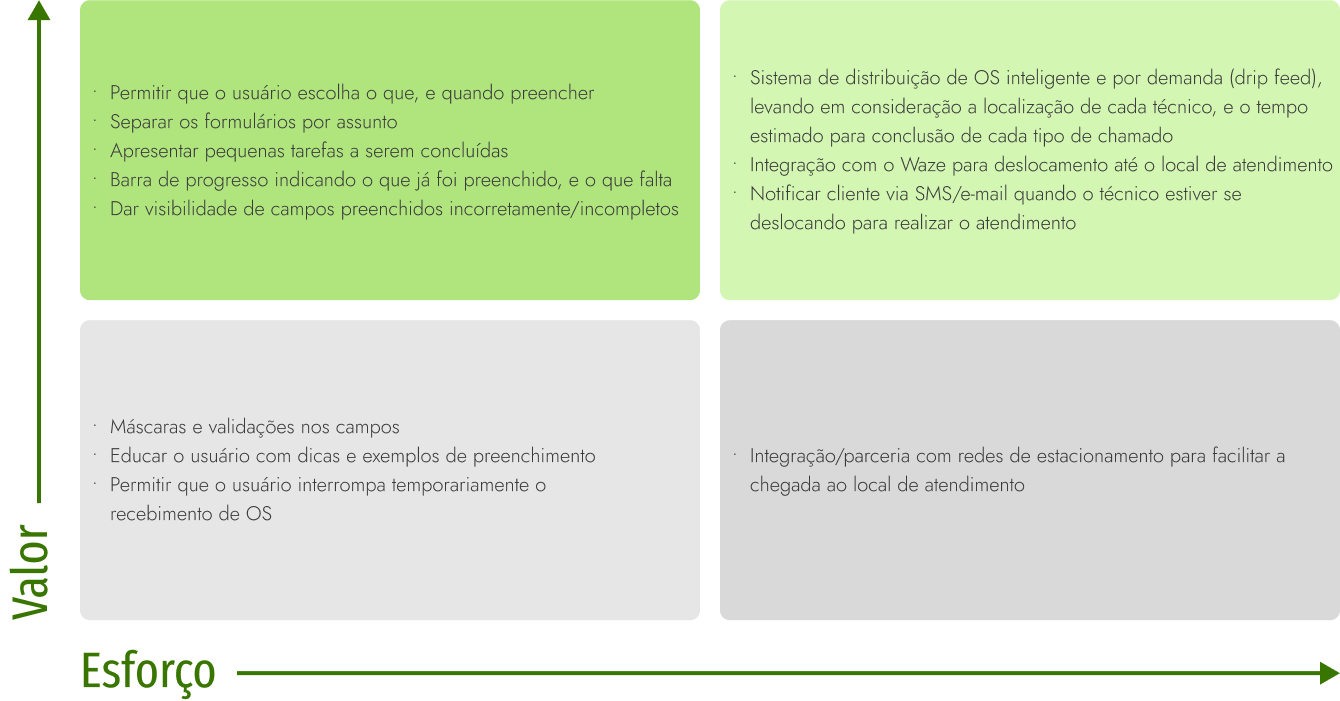 · Permitir que o usuário escolha o que, e quando preencher
· Separar os formulários por assunto
· Apresentar pequenas tarefas a serem concluídas
· Barra de progresso indicando o que já foi preenchido, e o que falta
· Dar visibilidade de campos preenchidos incorretamente/incompletos
· Sistema de distribuição de OS inteligente e por demanda (drip feed),
levando em consideração a localização de cada técnico, e o tempo
estimado para conclusão de cada tipo de chamado
· Integração com o Waze para deslocamento até o local de atendimento
· Notificar cliente via SMS/e-mail quando o técnico estiver se
deslocando para realizar o atendimento
· Máscaras e validações nos campos
· Educar o usuário com dicas e exemplos de preenchimento
· Permitir que o usuário interrompa temporariamente o
recebimento de OS
· Integração/parceria com redes de estacionamento para facilitar a
chegada ao local de atendimento
Valor
Esforço